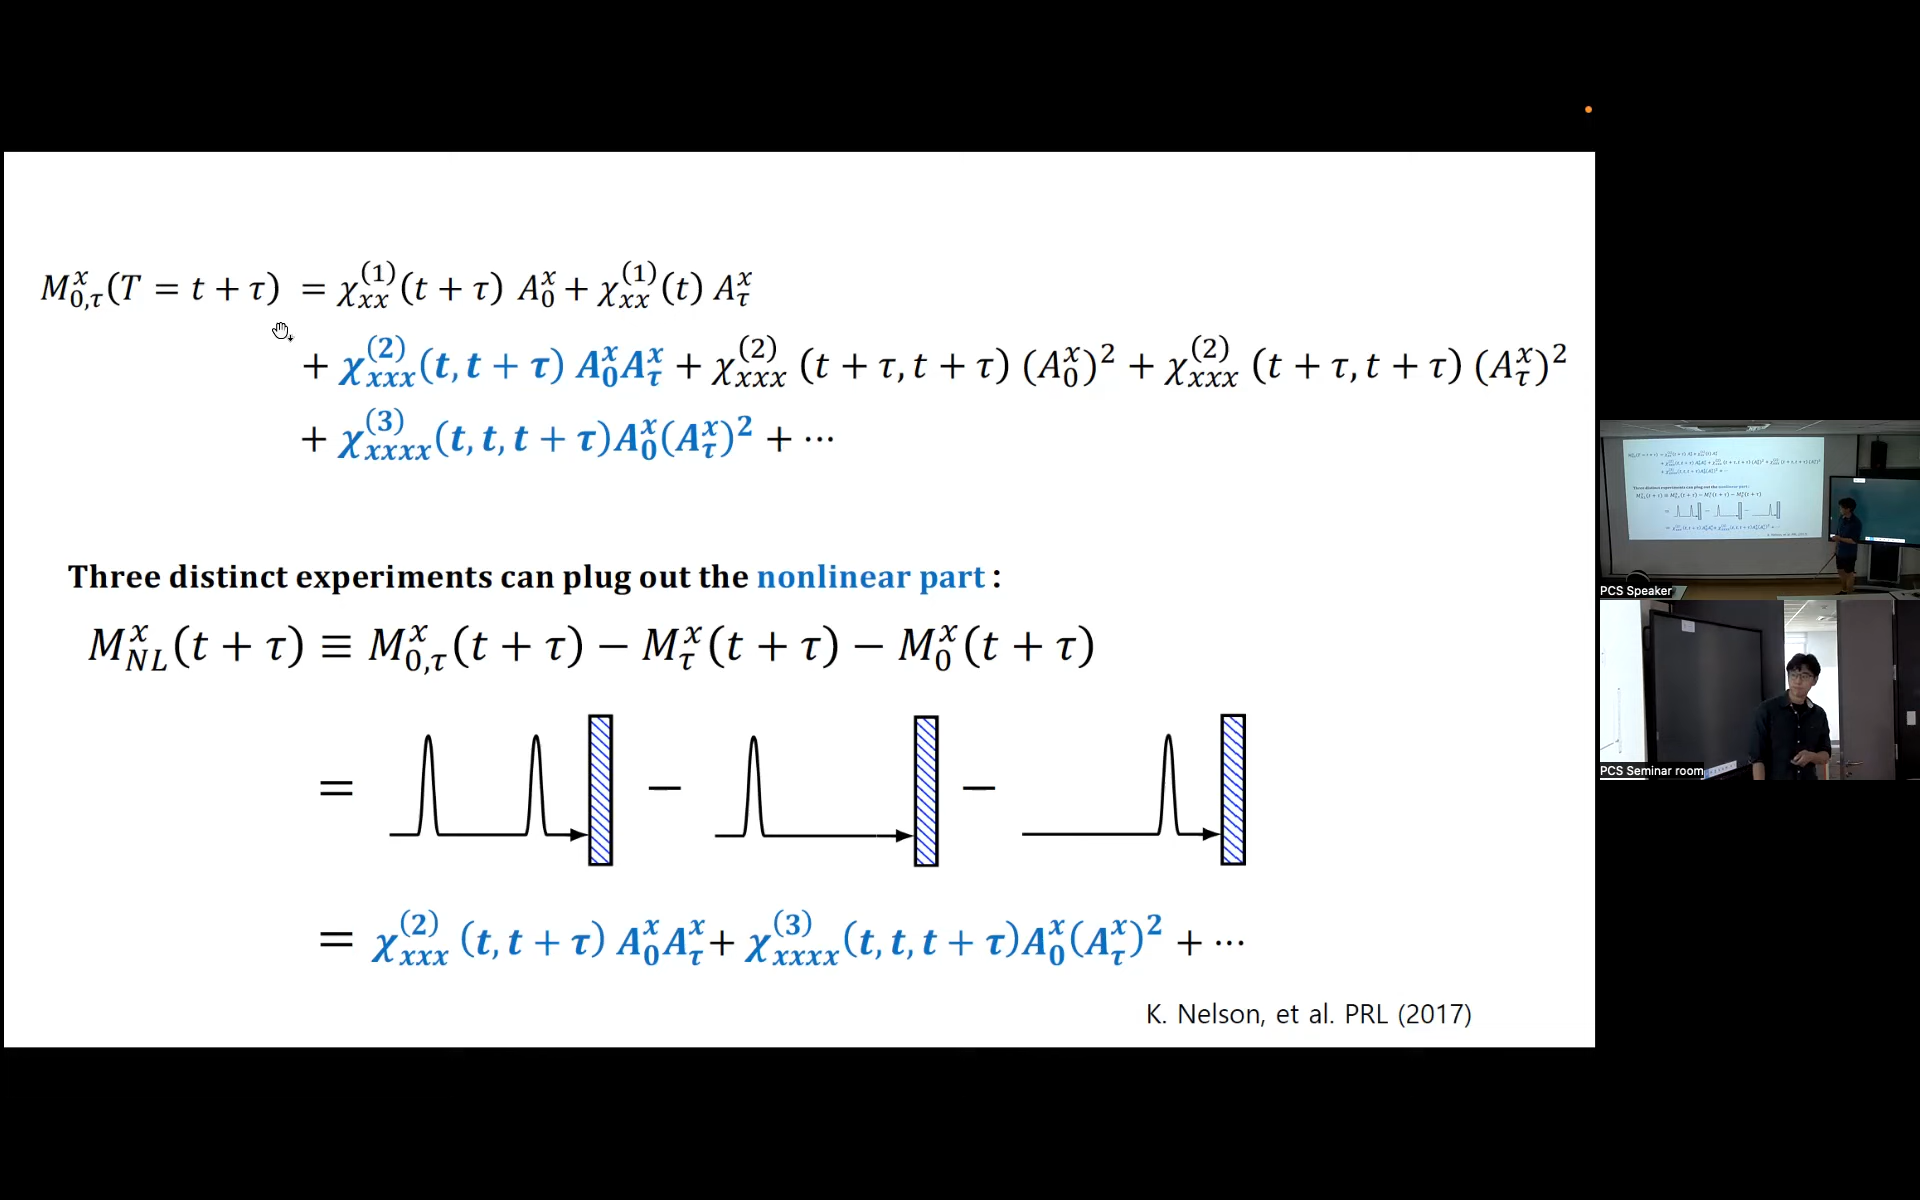 M^x_{0,τ}(T = t + τ) = χ^{(1)}_{xx}(t + τ) A^x_0 + χ^{(1)}_{xx}(t) A^x_τ
+ χ^{(2)}_{xxx}(t, t + τ) A^x_0 A^x_τ + χ^{(2)}_{xxx} (t + τ, t + τ) (A^x_0)^2 + χ^{(2)}_{xxx} (t + τ, t + τ) (A^x_τ)^2
+ χ^{(3)}_{xxxx}(t, t, t + τ)A^x_0(A^x_τ)^2 + ⋯
Three distinct experiments can plug out the nonlinear part :
M^x_{NL}(t + τ) ≡ M^x_{0,τ}(t + τ) − M^x_τ(t + τ) − M^x_0(t + τ)
= − −
= χ^{(2)}_{xxx} (t, t + τ) A^x_0 A^x_τ + χ^{(3)}_{xxxx}(t, t, t + τ)A^x_0(A^x_τ)^2 + ⋯
K. Nelson, et al. PRL (2017)
PCS Speaker
PCS Seminar room